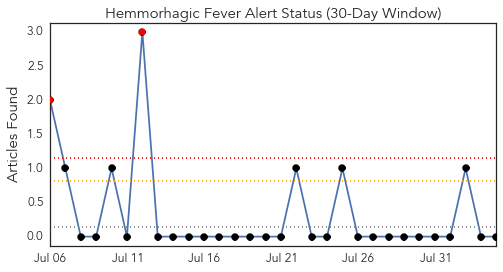 Hemmorhagic Fever Alert Status (30-Day Window)
Articles Found
3.0
2.5
2.0
1.5
1.0
0.5
0.0
Jul 06
Jul 11
Jul 16
Jul 21
Jul 26
Jul 31